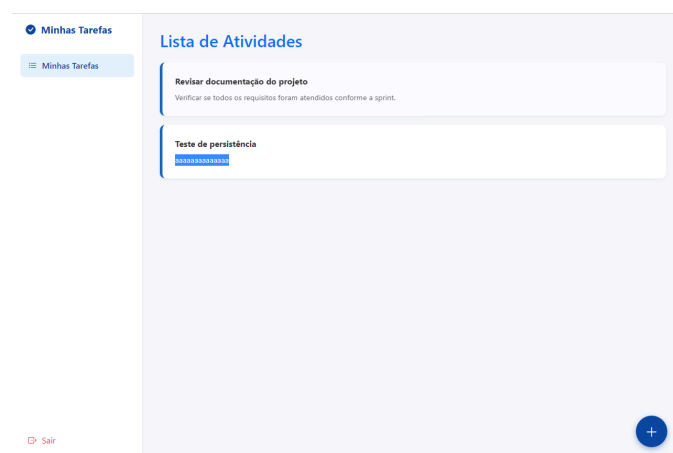 Minhas Tarefas
Minhas Tarefas
Lista de Atividades
Revisar documentação do projeto
Verificar se todos os requisitos foram atendidos conforme a sprint.
Teste de persistência
aaaaaaaaaaaaaa
Sair